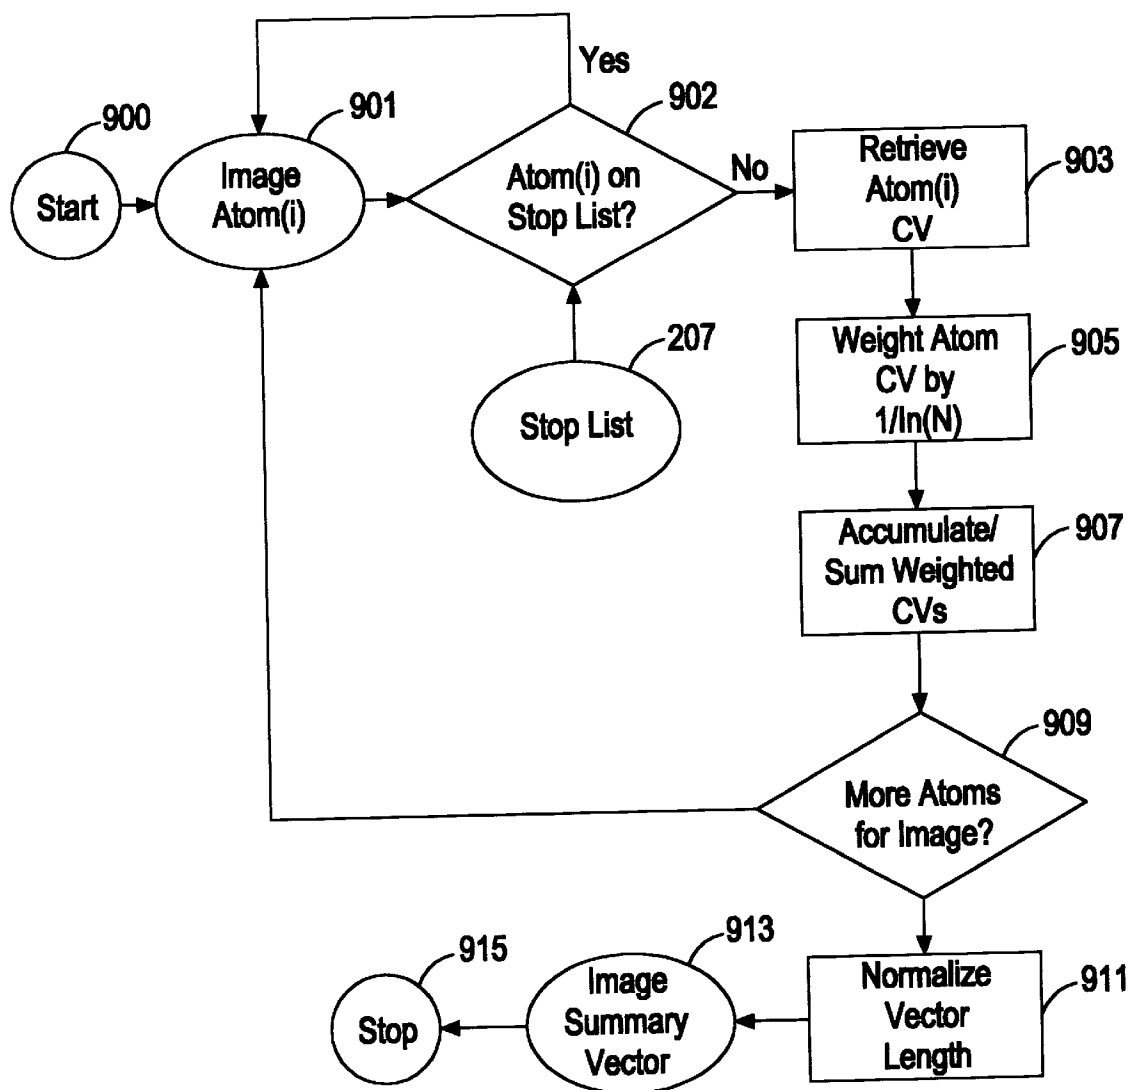 Yes
900
901
902
Start
Image
Atom(i)
Atom(i) on
Stop List?
No
Retrieve
Atom(i)
CV
903
207
Stop List
Weight Atom
CV by
1/ln(N)
905
Accumulate/
Sum Weighted
CVs
907
909
More Atoms
for Image?
915
Stop
913
Image
Summary
Vector
Normalize
Vector
Length
911